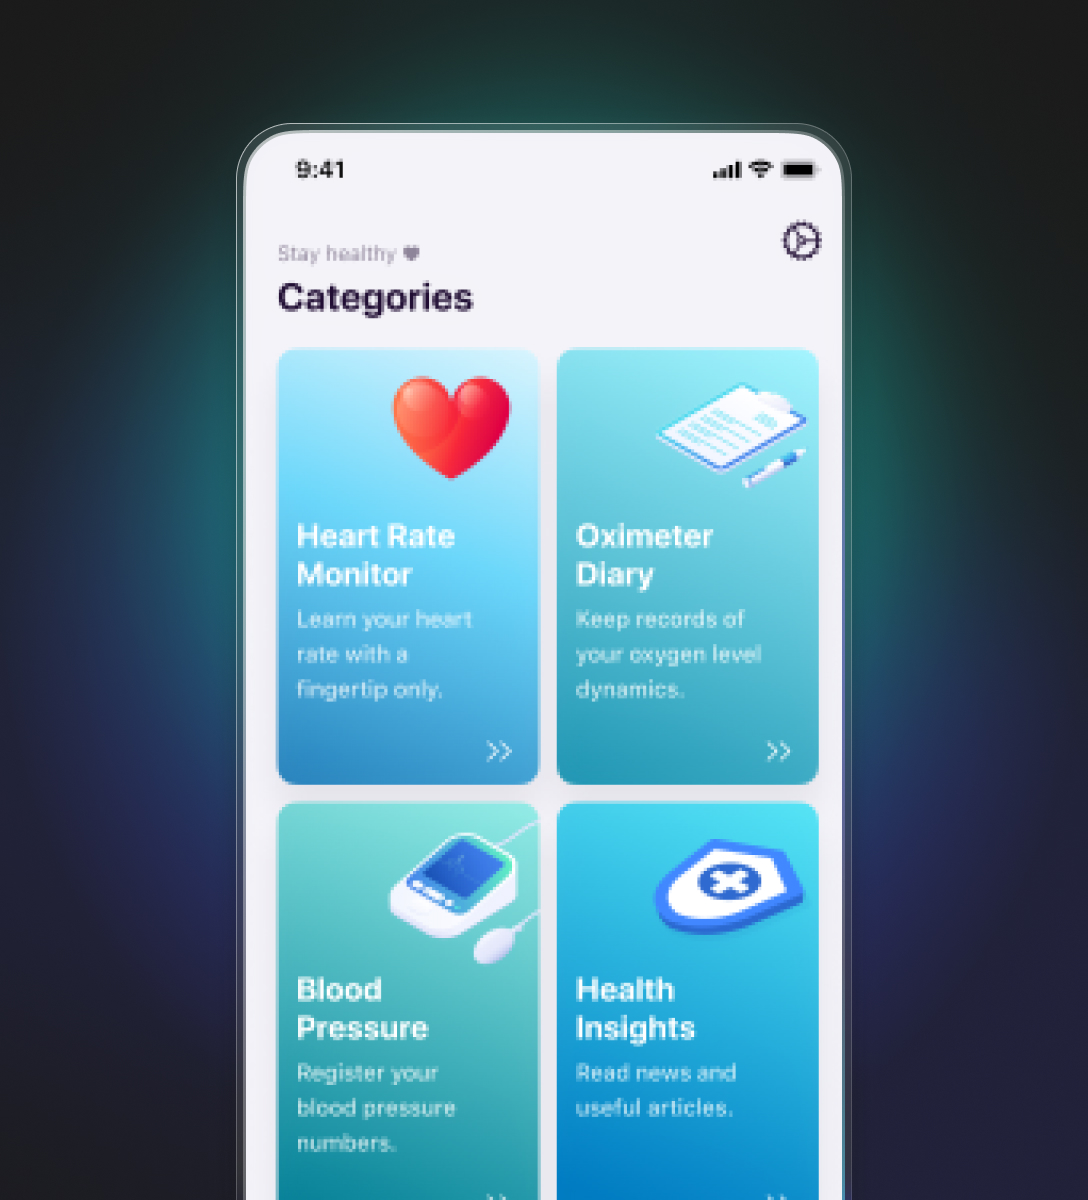 9:41
Stay healthy
Categories
Heart Rate
Monitor
Learn your heart
rate with a
fingertip only.
Oximeter
Diary
Keep records of
your oxygen level
dynamics.
Blood
Pressure
Register your
blood pressure
numbers.
Health
Insights
Read news and
useful articles.